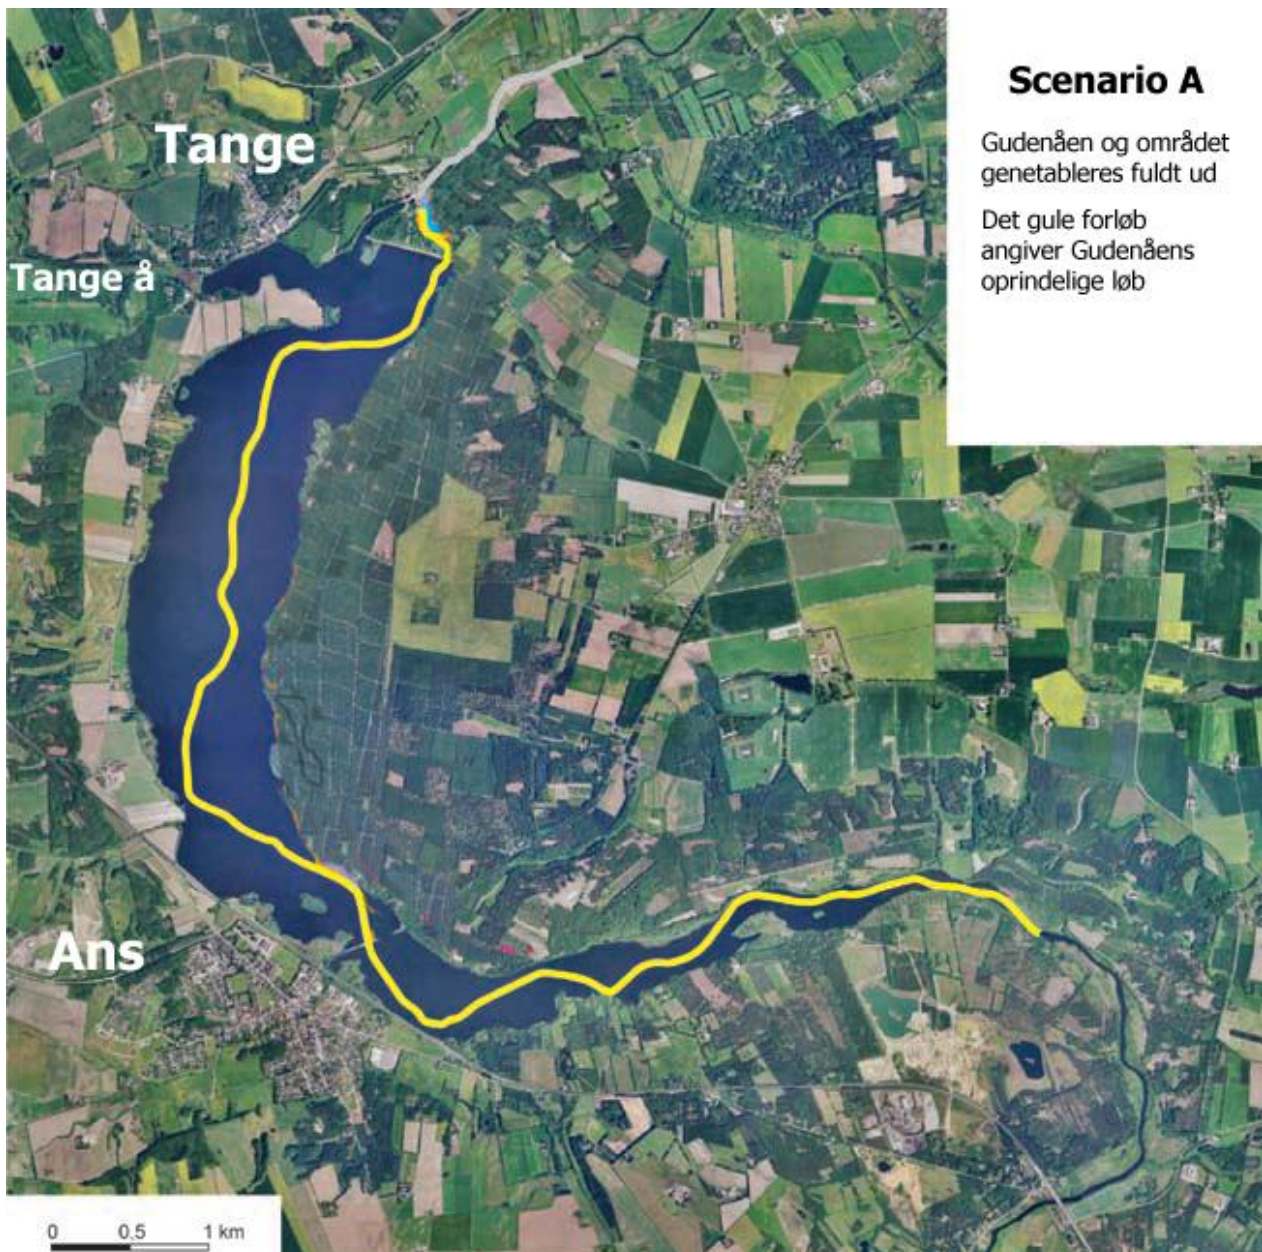 Scenario A
Gudenåen og området
genetableres fuldt ud
Det gule forløb
angiver Gudenåens
oprindelige løb
Tange
Tange å
Ans
0 0.5 1 km